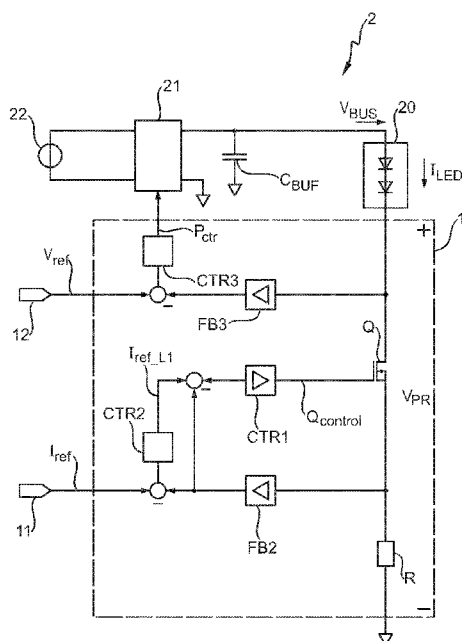 2
21
22
V_BUS
20
I_LED
C_BUF
P_ctr
+
1
V_ref
CTR3
12
-
FB3
Q
I_ref_L1
V_PR
CTR2
-
CTR1
Q_control
I_ref
11
-
FB2
R
-